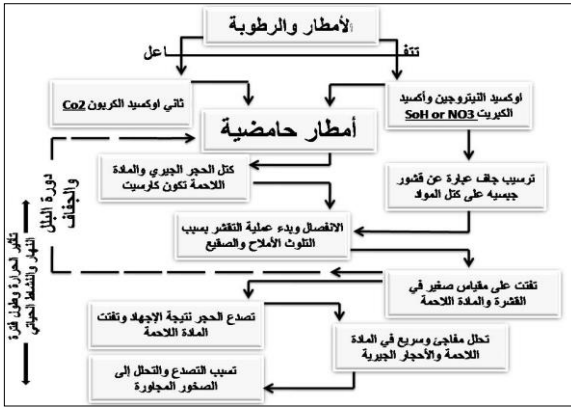 الأمطار والرطوبة
تتفـــاعل
ثاني اوكسيد الكربون Co2
اوكسيد النيتروجين وأكسيد
الكبريت SoH or NO3
أمطار حامضية
كتل الحجر الجيري والمادة
اللاحمة تكون كارسيت
ترسيب جاف عبارة عن قشور
جبسيه على كتل المواد
الانفصال وبدء عملية التقشر بسبب
التلوث الأملاح والصقيع
تفتت على مقياس صغير في
القشرة والمادة اللاحمة
تصدع الحجر نتيجة الإجهاد وتفتت
المادة اللاحمة
تحلل مفاجئ وسريع في المادة
اللاحمة والأحجار الجيرية
تسبب التصدع والتحلل إلى
الصخور المجاورة
دورة البلل
والجفاف
تأثير الحرارة وطول فترة
النهار والنشاط الحياتي